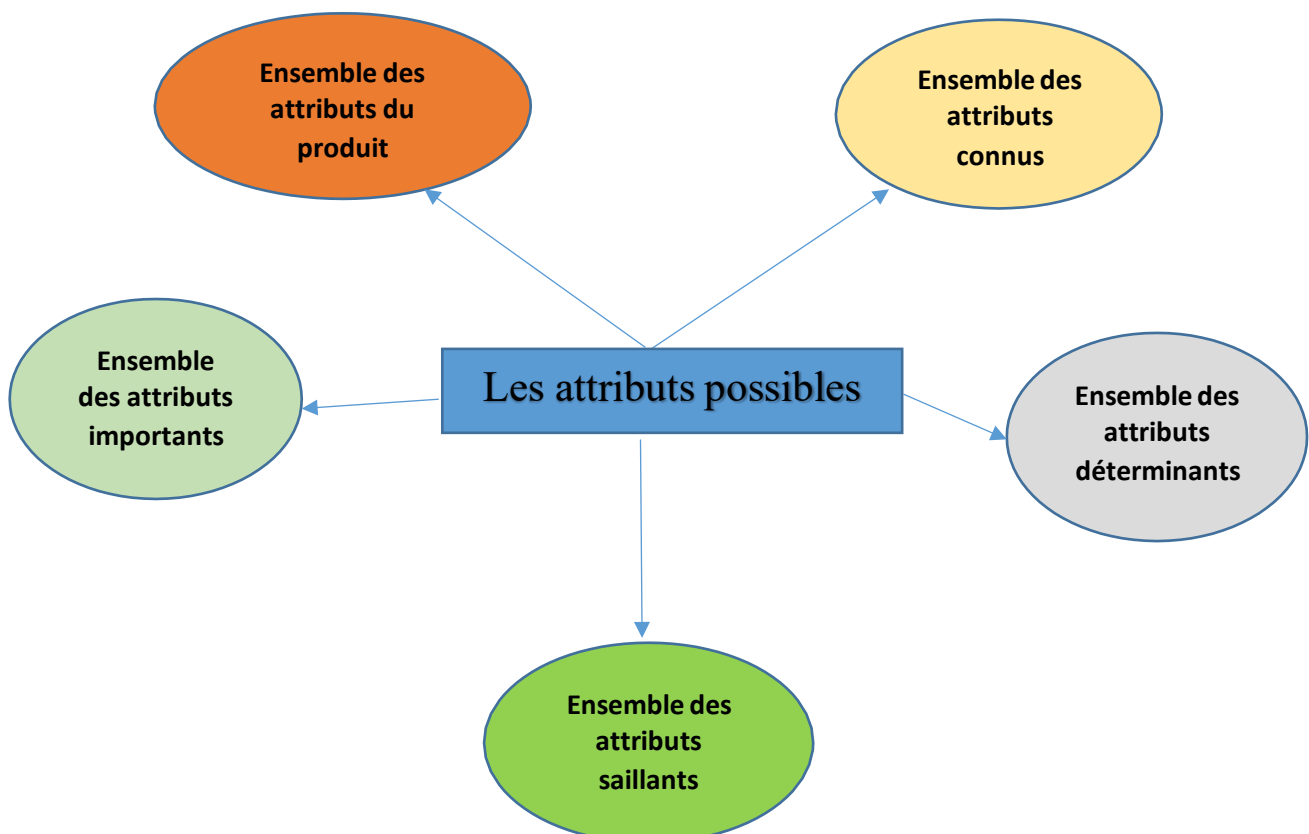 Ensemble des
attributs du
produit
Ensemble des
attributs
connus
Ensemble
des attributs
importants
Les attributs possibles
Ensemble des
attributs
déterminants
Ensemble des
attributs
saillants